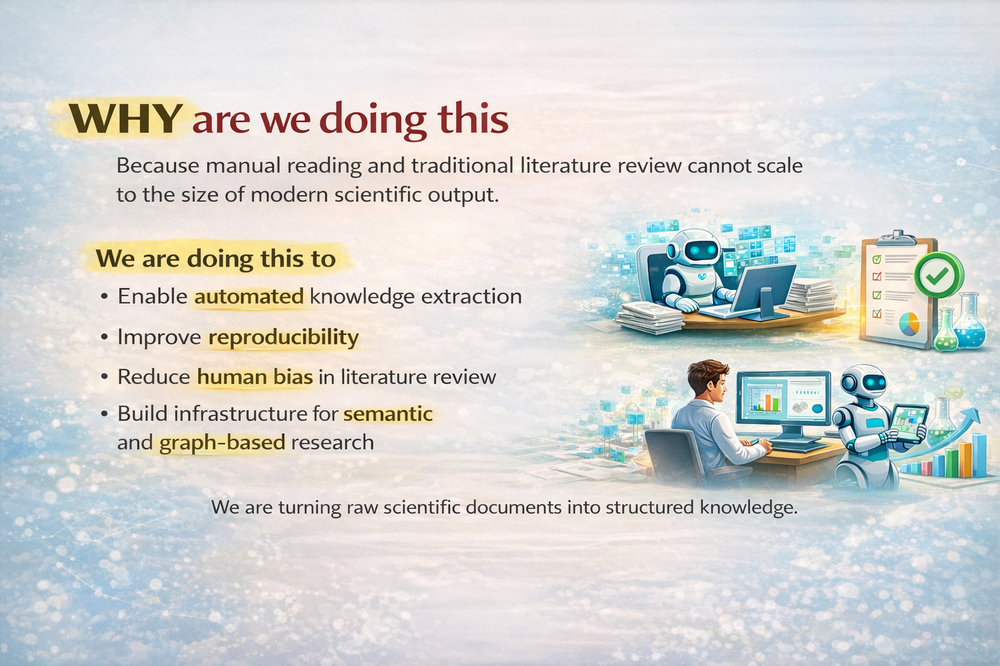 WHY are we doing this
Because manual reading and traditional literature review cannot scale
to the size of modern scientific output.
We are doing this to
• Enable automated knowledge extraction
• Improve reproducibility
• Reduce human bias in literature review
• Build infrastructure for semantic
and graph-based research
We are turning raw scientific documents into structured knowledge.